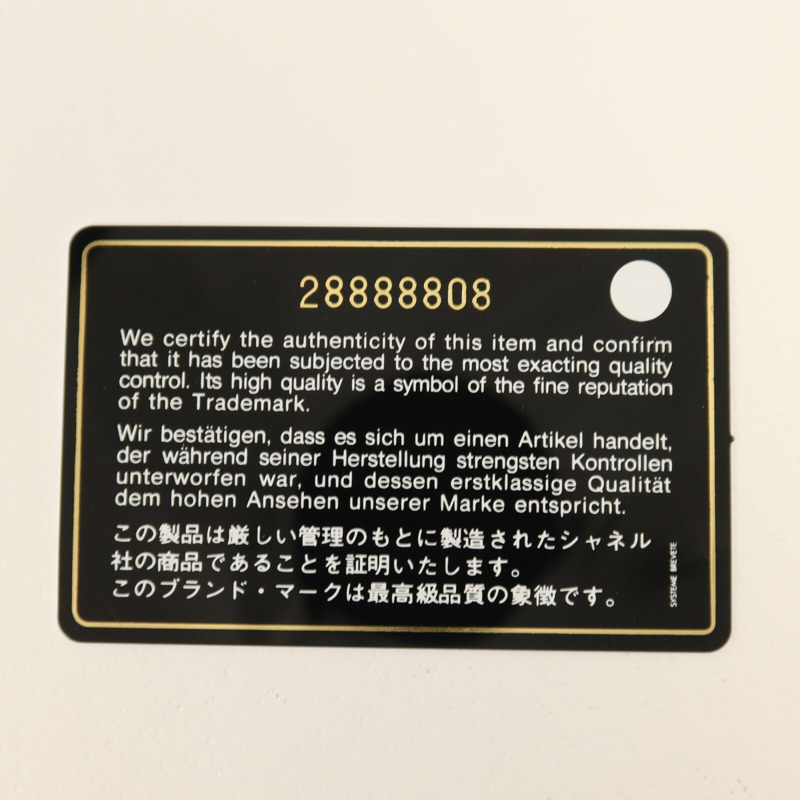 28888808
We certify the authenticity of this item and confirm
that it has been subjected to the most exacting quality
control. Its high quality is a symbol of the fine reputation
of the Trademark.
Wir bestätigen, dass es sich um einen Artikel handelt,
der während seiner Herstellung strengsten Kontrollen
unterworfen war, und dessen erstklassige Qualität
dem hohen Ansehen unserer Marke entspricht.
この製品は厳しい管理のもとに製造されたシャネル
社の商品であることを証明いたします。
このブランド・マークは最高級品質の象徴です。
SYSTEME BREVETE